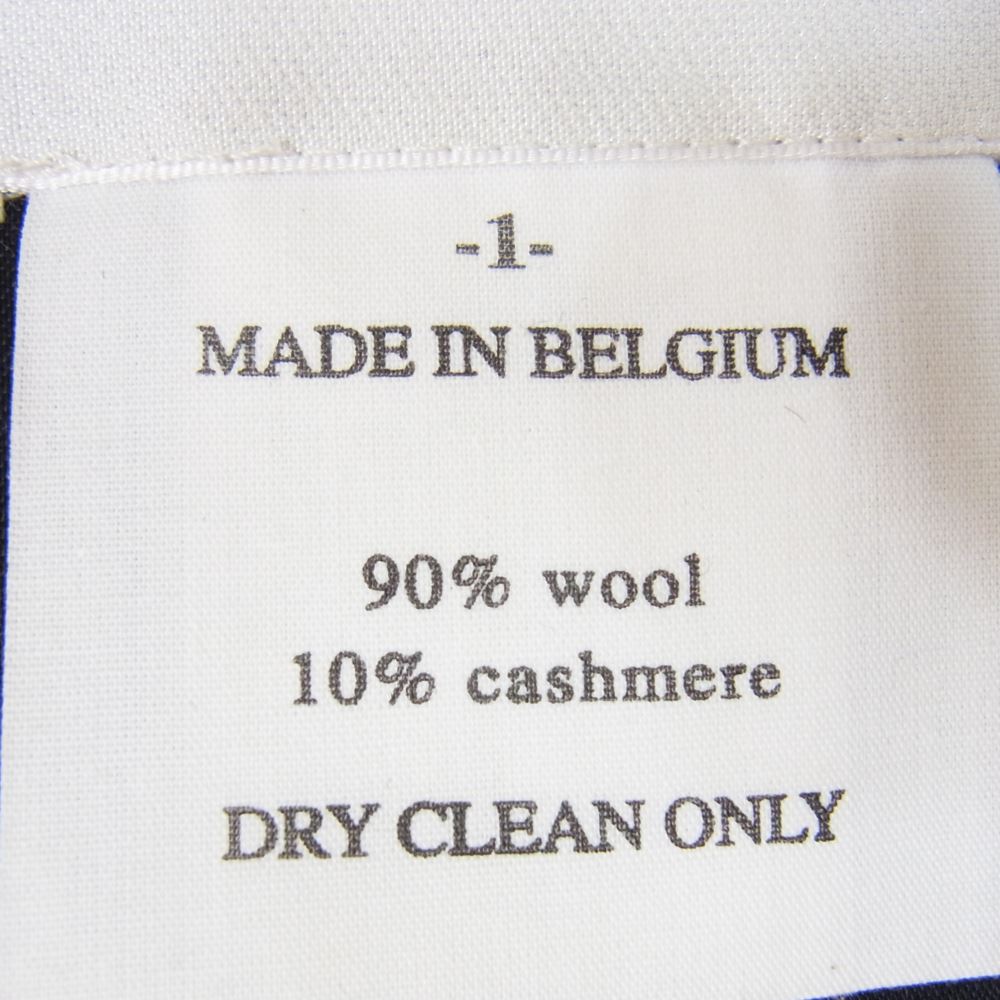 -1-
MADE IN BELGIUM
90% wool
10% cashmere
DRY CLEAN ONLY